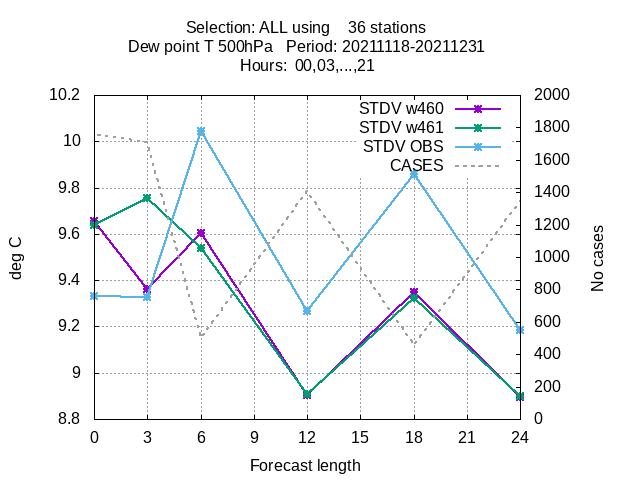 Selection: ALL using    36 stations
Dew point T 500hPa   Period: 20211118-20211231
Hours:  00,03,...,21
10.2
10
9.8
9.6
9.4
9.2
9
8.8
deg C
STDV w460
STDV w461
STDV OBS
CASES
2000
1800
1600
1400
1200
1000
800
600
400
200
0
No cases
0 3 6 9 12 15 18 21 24
Forecast length